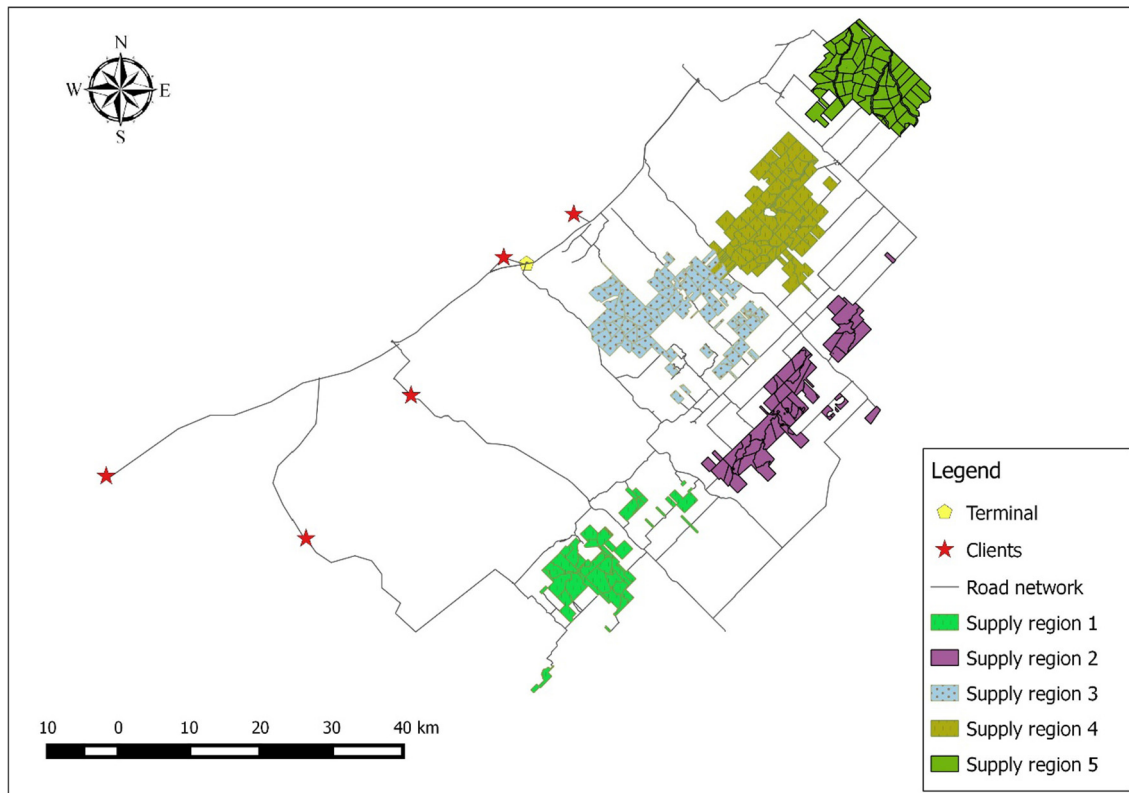 N
W E
S
Legend
Terminal
Clients
Road network
Supply region 1
Supply region 2
Supply region 3
Supply region 4
Supply region 5
10 0 10 20 30 40 km